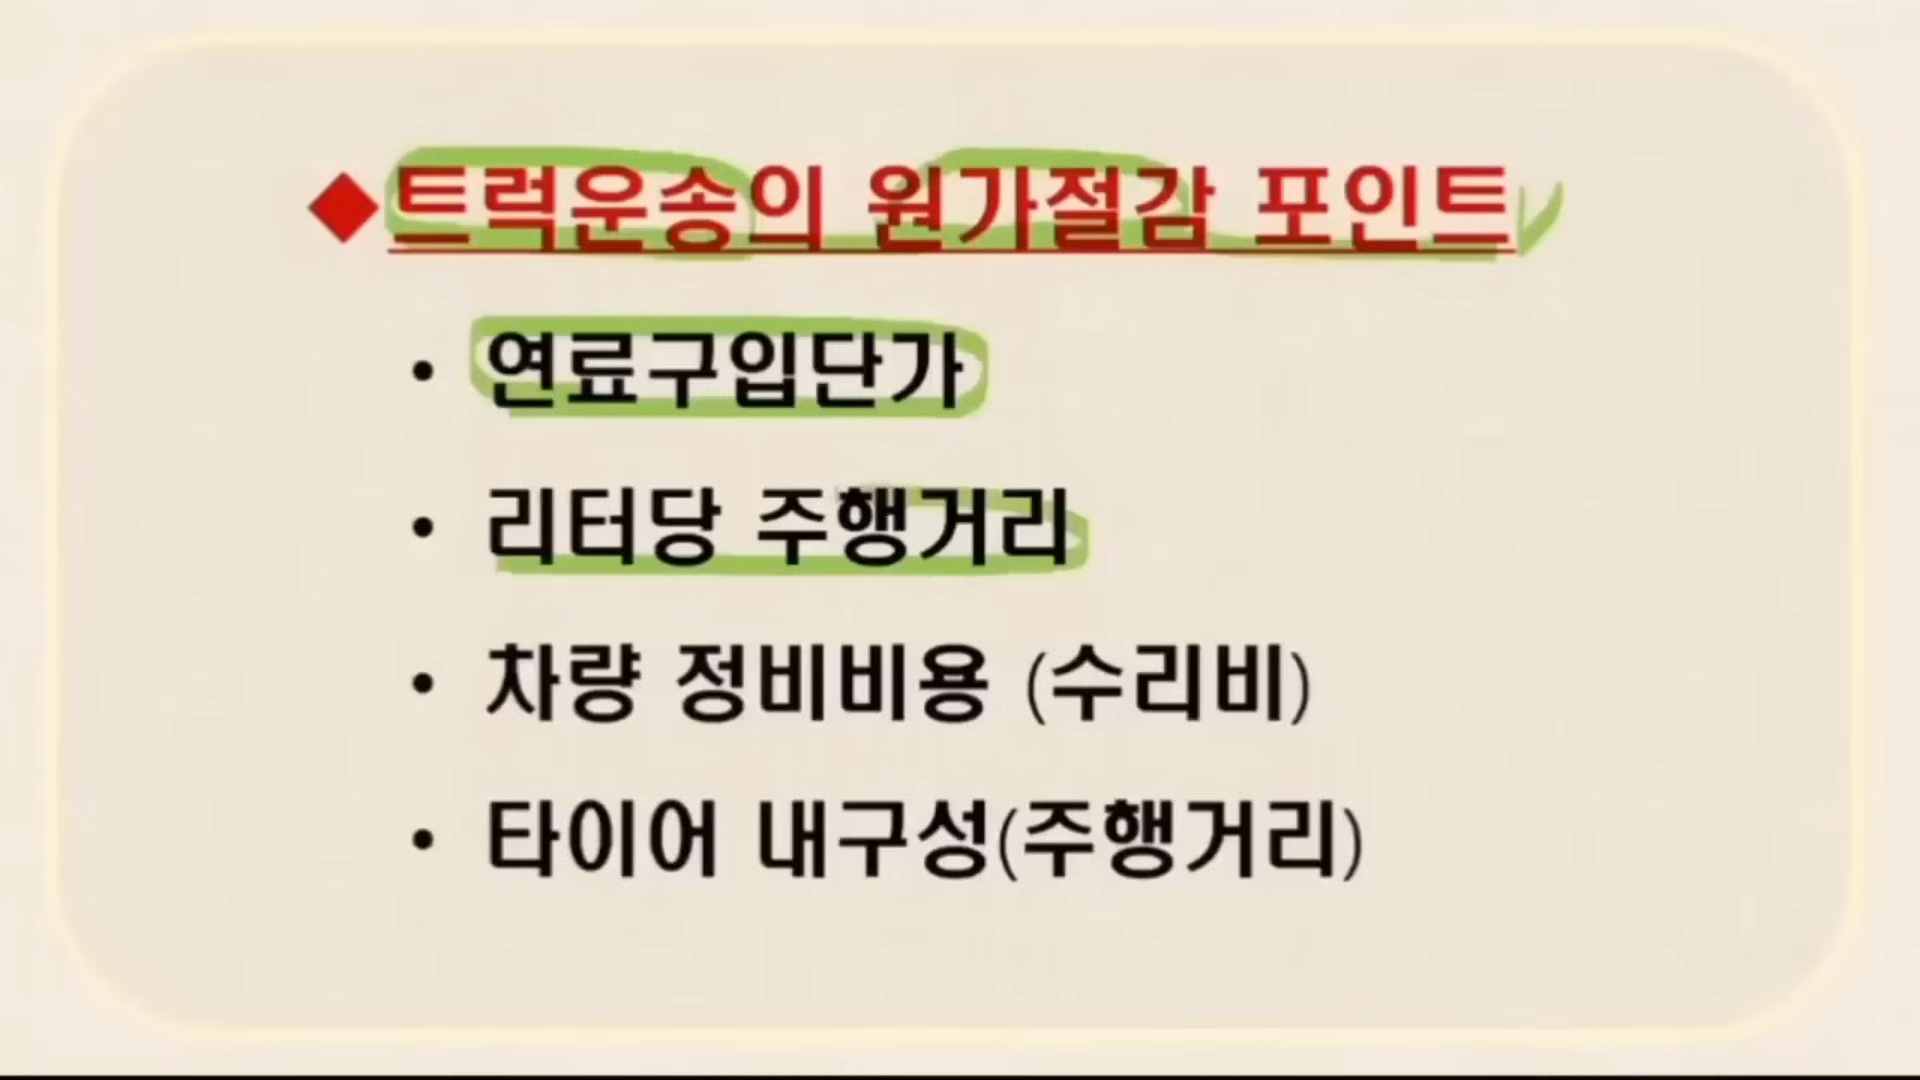 ◆트럭운송의 원가절감 포인트
• 연료구입단가
• 리터당 주행거리
• 차량 정비비용 (수리비)
• 타이어 내구성(주행거리)